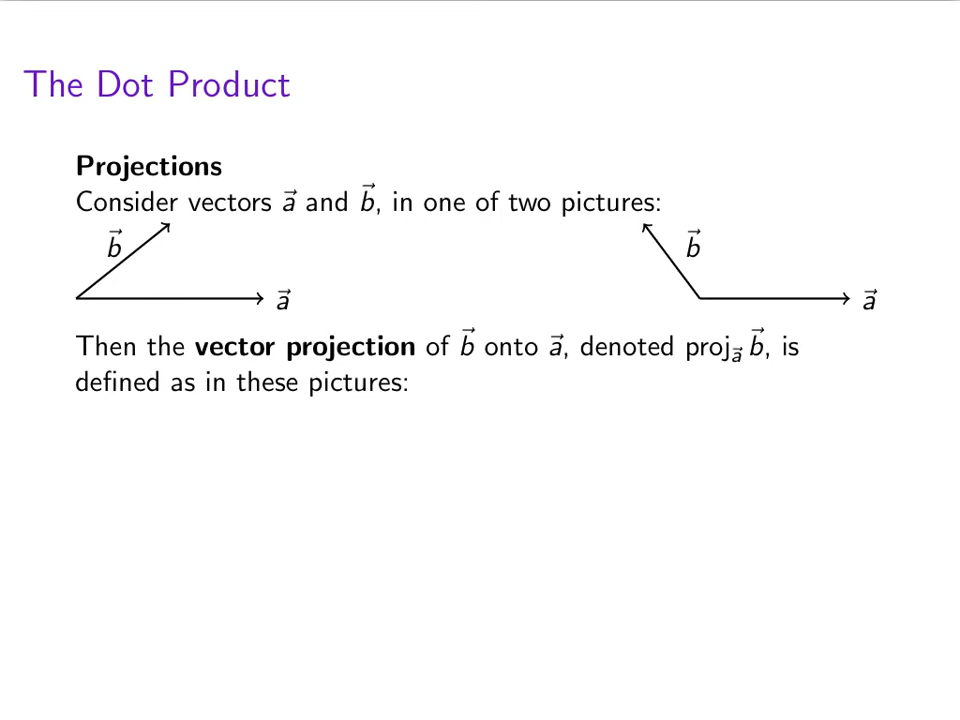 The Dot Product
Projections
Consider vectors a⃗ and b⃗, in one of two pictures:
b⃗
a⃗
b⃗
a⃗
Then the vector projection of b⃗ onto a⃗, denoted proj_a⃗ b⃗, is
defined as in these pictures: